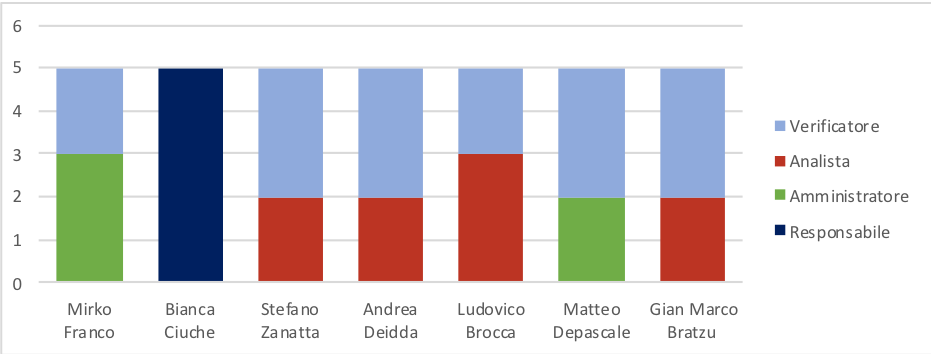 6
5
4
3
2
1
0
Mirko Franco
Bianca Ciuche
Stefano Zanatta
Andrea Deidda
Ludovico Brocca
Matteo Depascale
Gian Marco Bratzu
Verificatore
Analista
Amministratore
Responsabile